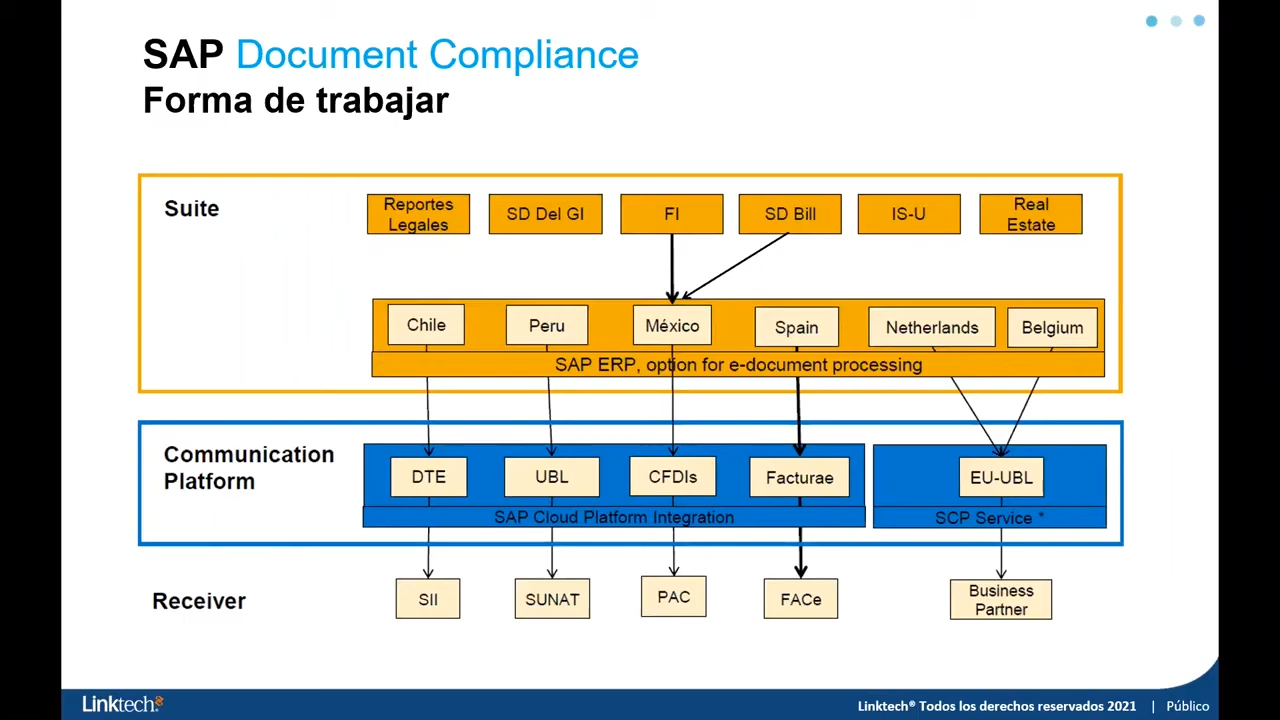 SAP Document Compliance
Forma de trabajar
Suite
Reportes
Legales
SD Del GI
FI
SD Bill
IS-U
Real
Estate
Chile
Peru
México
Spain
Netherlands
Belgium
SAP ERP, option for e-document processing
Communication
Platform
DTE
UBL
CFDIs
Facturae
EU-UBL
SAP Cloud Platform Integration
SCP Service *
Receiver
SII
SUNAT
PAC
FACe
Business
Partner
Linktech
Linktech® Todos los derechos reservados 2021 | Público